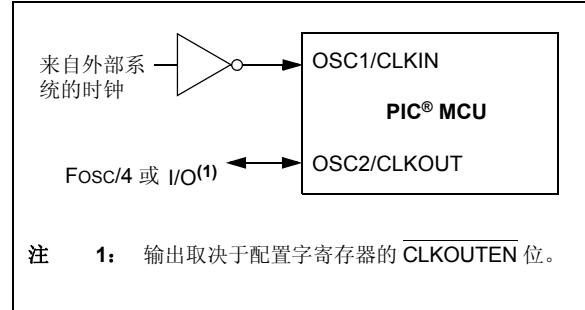 来自外部系
统的时钟
OSC1/CLKIN
PIC® MCU
FOSC/4 或 I/O(1)
OSC2/CLKOUT
注 1： 输出取决于配置字寄存器的 CLKOUTEN 位。